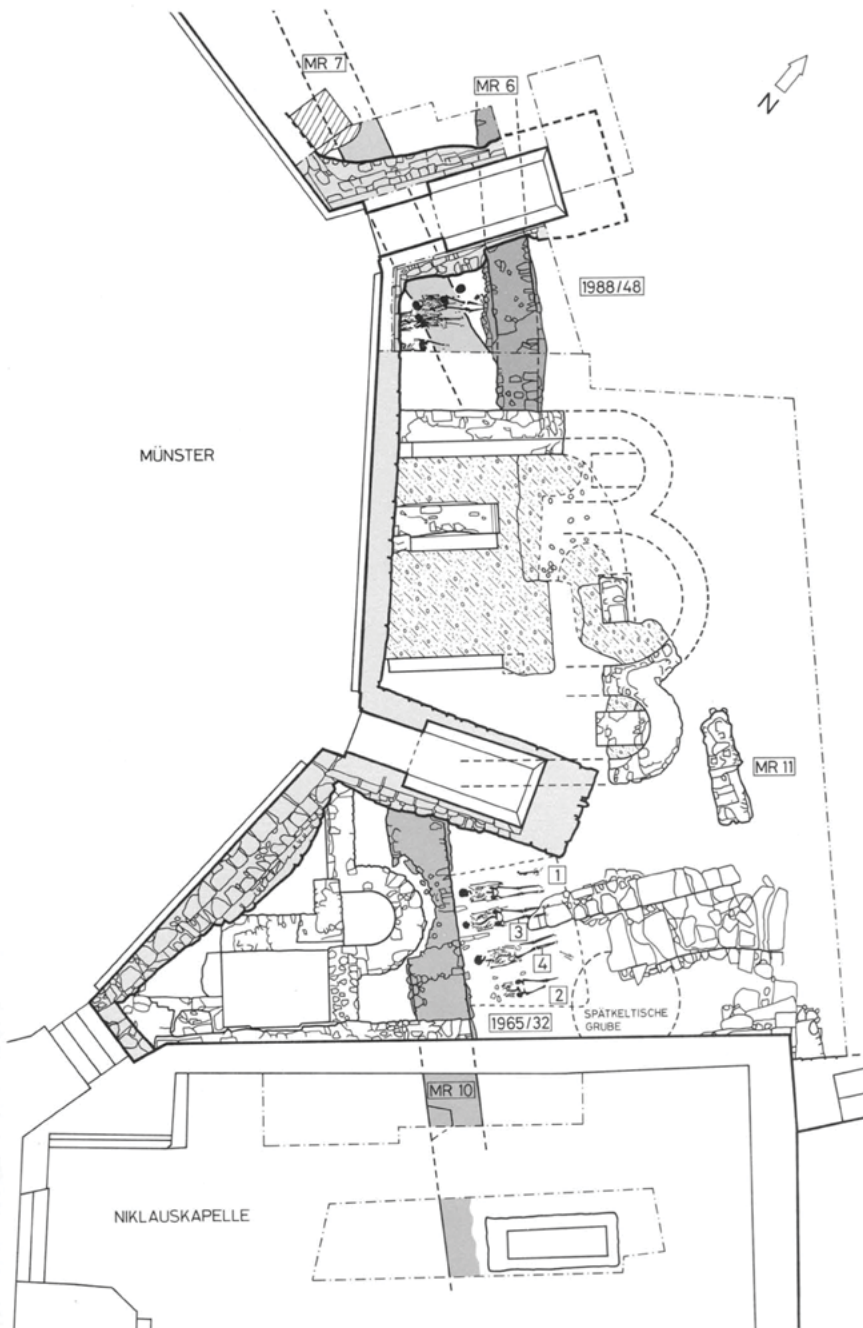 MR 7
MR 6
N
1988/48
MÜNSTER
MR 11
1
3
4
2
1965/32
SPÄTKELTISCHE
GRUBE
MR 10
NIKLAUSKAPELLE